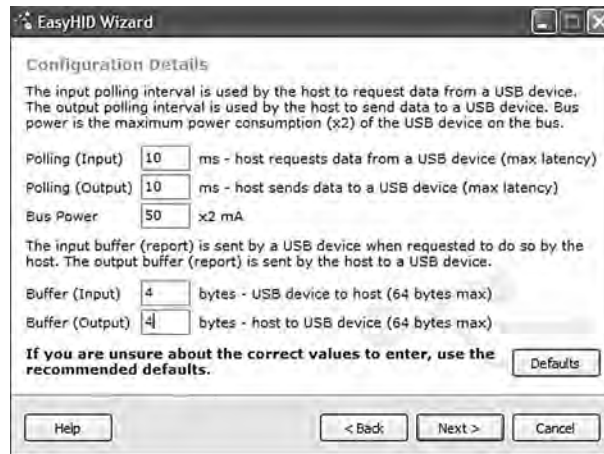 EasyHID Wizard
Configuration Details
The input polling interval is used by the host to request data from a USB device.
The output polling interval is used by the host to send data to a USB device. Bus
power is the maximum power consumption (x2) of the USB device on the bus.
Polling (Input) 10 ms - host requests data from a USB device (max latency)
Polling (Output) 10 ms - host sends data to a USB device (max latency)
Bus Power 50 x2 mA
The input buffer (report) is sent by a USB device when requested to do so by the
host. The output buffer (report) is sent by the host to a USB device.
Buffer (Input) 4 bytes - USB device to host (64 bytes max)
Buffer (Output) 4 bytes - host to USB device (64 bytes max)
If you are unsure about the correct values to enter, use the
recommended defaults.
Defaults
Help < Back Next > Cancel